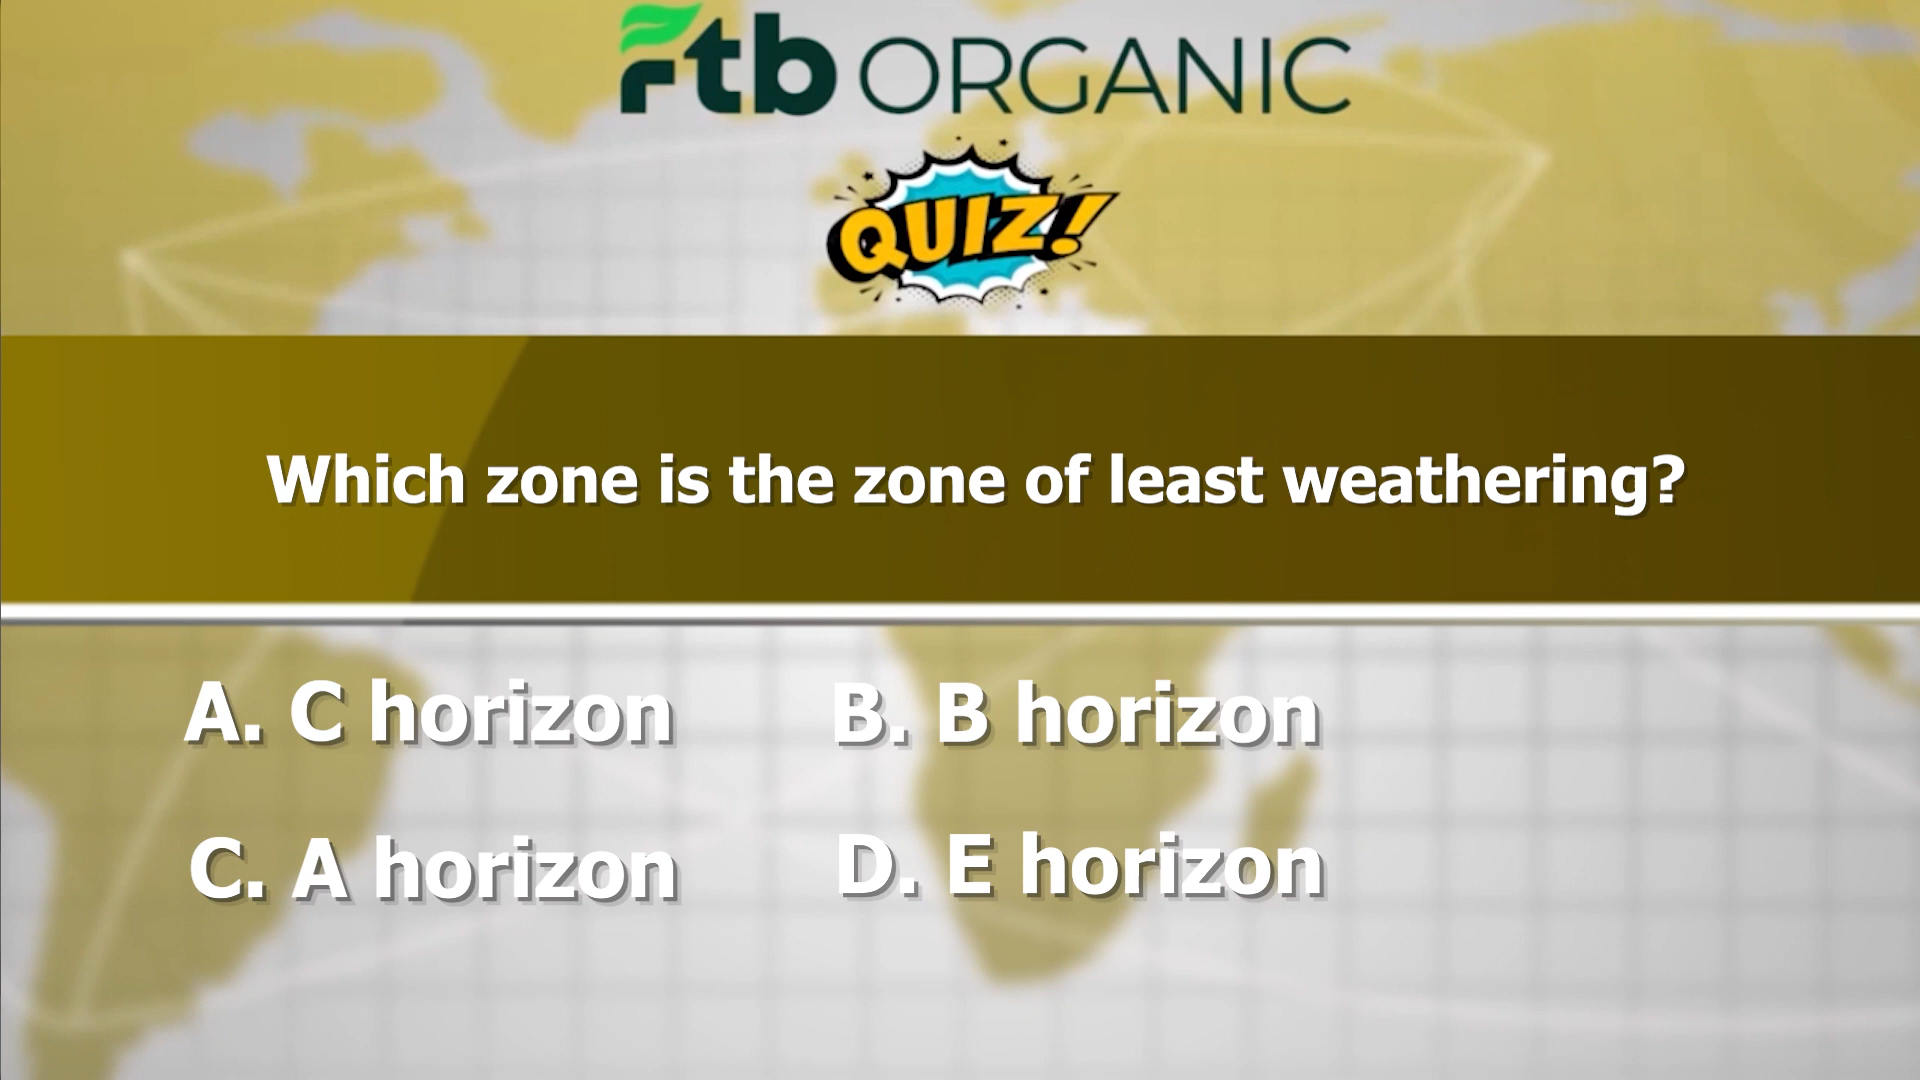 ftb ORGANIC
QUIZ!
Which zone is the zone of least weathering?
A. C horizon
B. B horizon
C. A horizon
D. E horizon